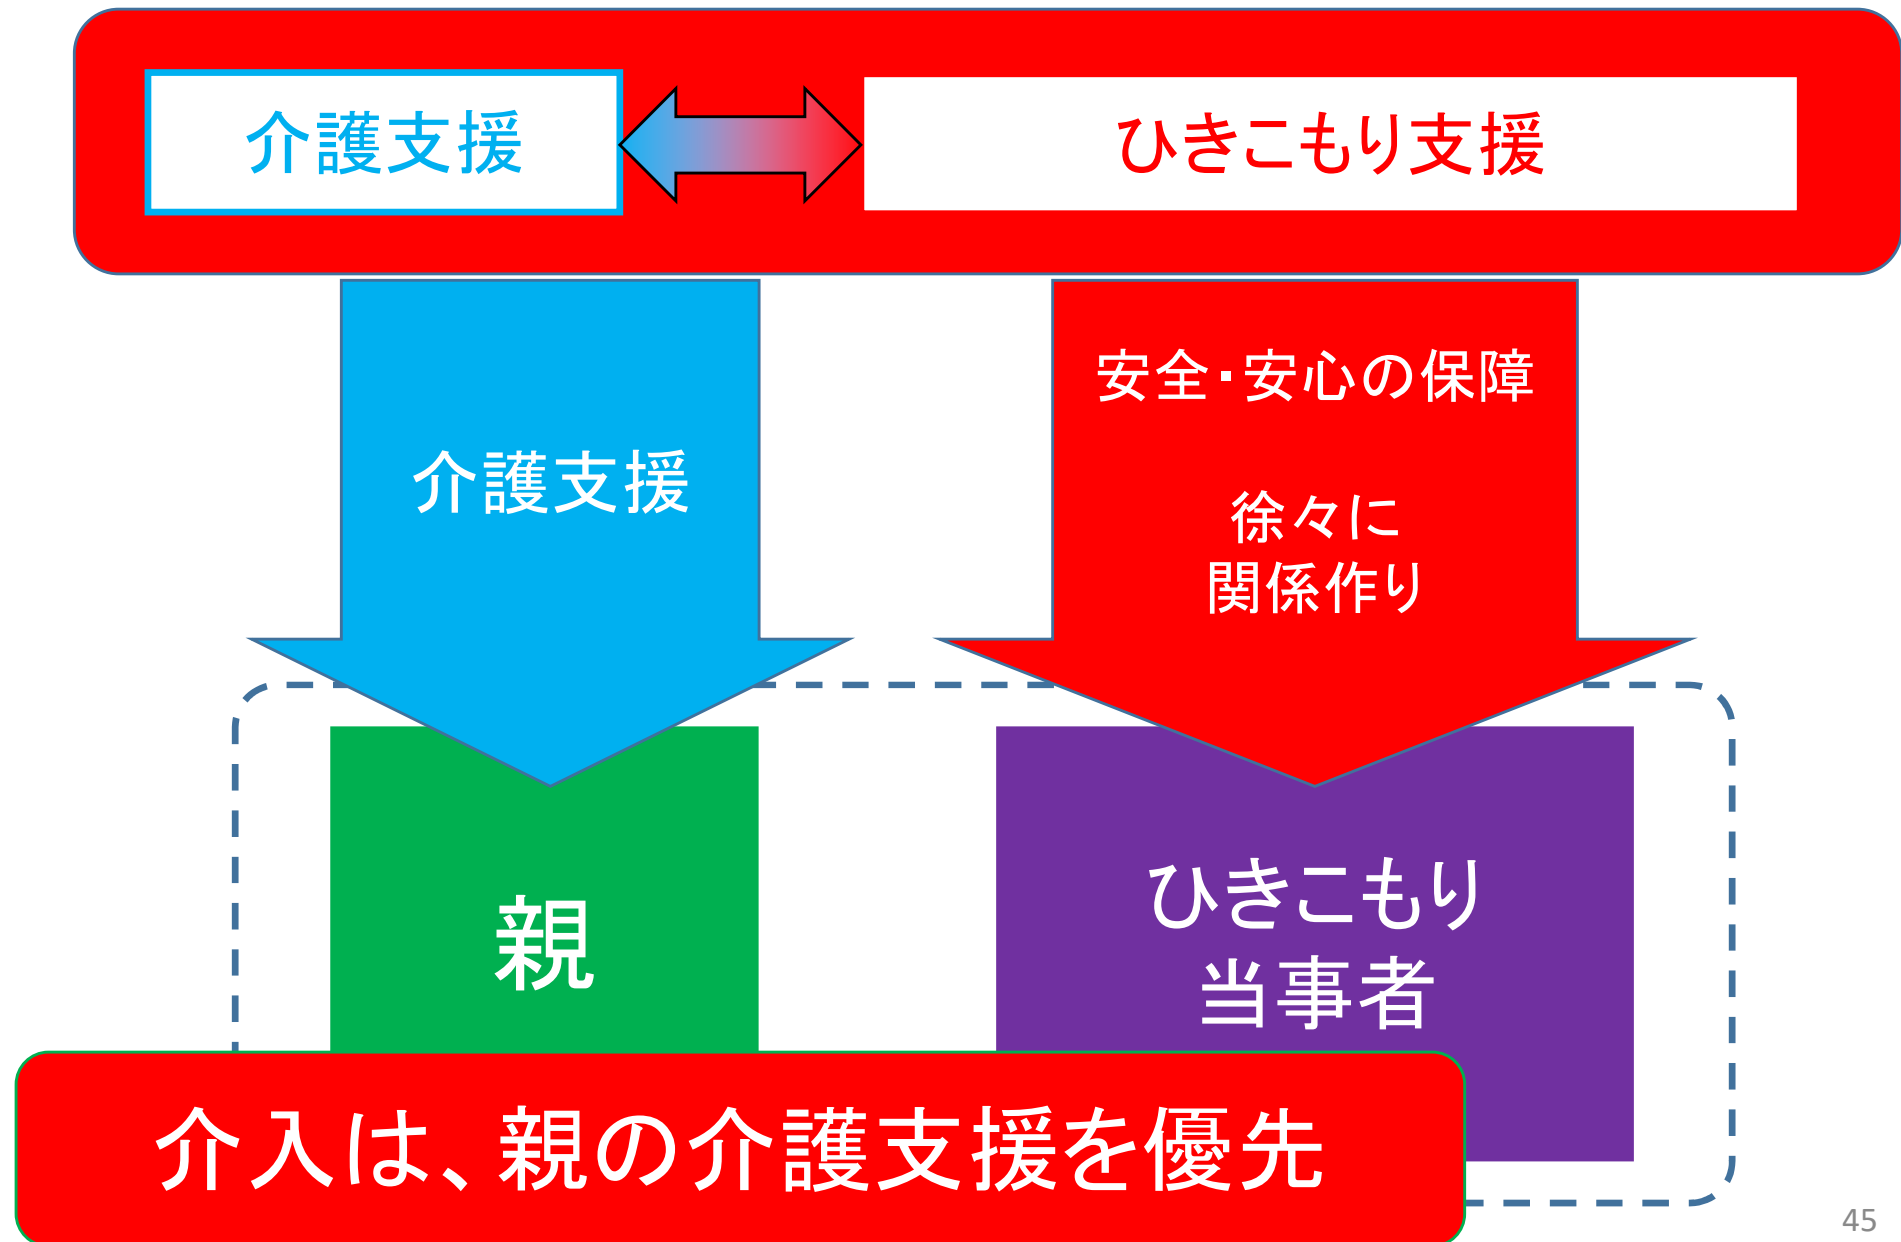 介護支援
ひきこもり支援
介護支援
安全・安心の保障
徐々に
関係作り
親
ひきこもり
当事者
介入は、親の介護支援を優先
45